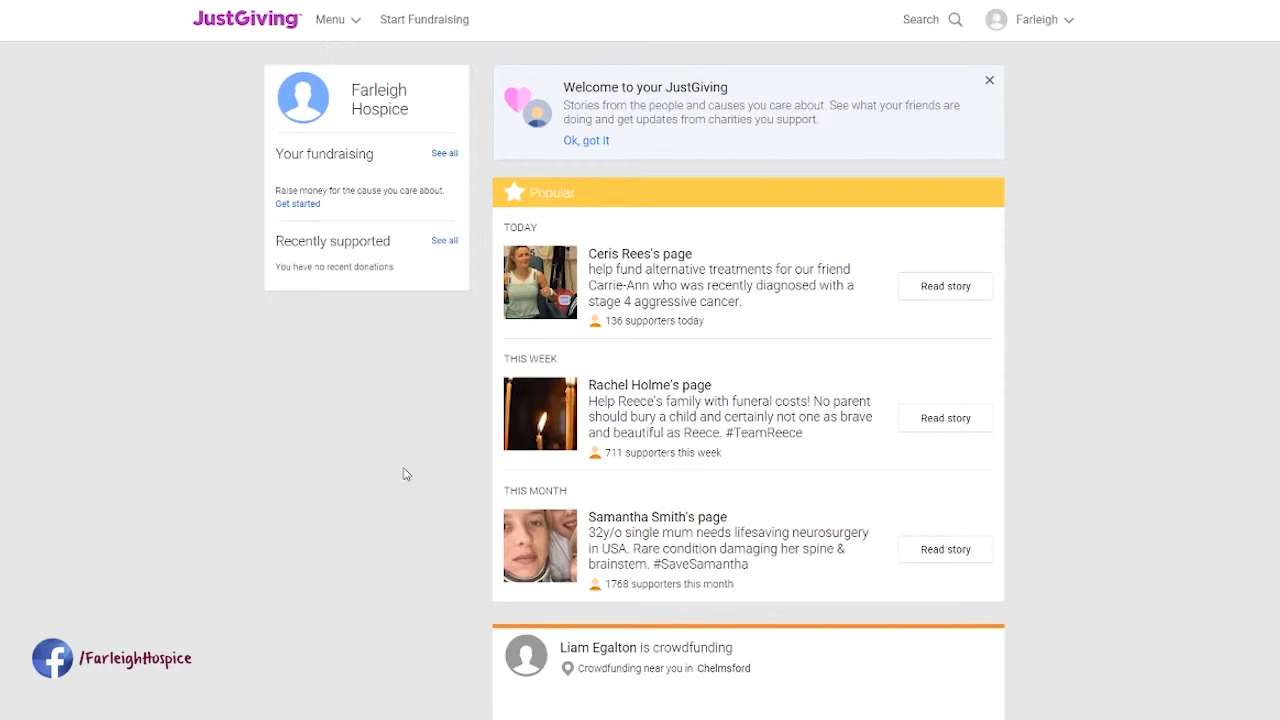 JustGiving
Menu
Start Fundraising
Search
Farleigh
Farleigh
Hospice
Your fundraising
See all
Raise money for the cause you care about.
Get started
Recently supported
See all
You have no recent donations
Welcome to your JustGiving
Stories from the people and causes you care about. See what your friends are
doing and get updates from charities you support.
Ok, got it
Popular
TODAY
Ceris Rees's page
help fund alternative treatments for our friend
Carrie-Ann who was recently diagnosed with a
stage 4 aggressive cancer.
136 supporters today
Read story
THIS WEEK
Rachel Holme's page
Help Reece's family with funeral costs! No parent
should bury a child and certainly not one as brave
and beautiful as Reece. #TeamReece
711 supporters this week
Read story
THIS MONTH
Samantha Smith's page
32y/o single mum needs lifesaving neurosurgery
in USA. Rare condition damaging her spine &
brainstem. #SaveSamantha
1768 supporters this month
Read story
Liam Egalton is crowdfunding
Crowdfunding near you in Chelmsford
/FarleighHospice